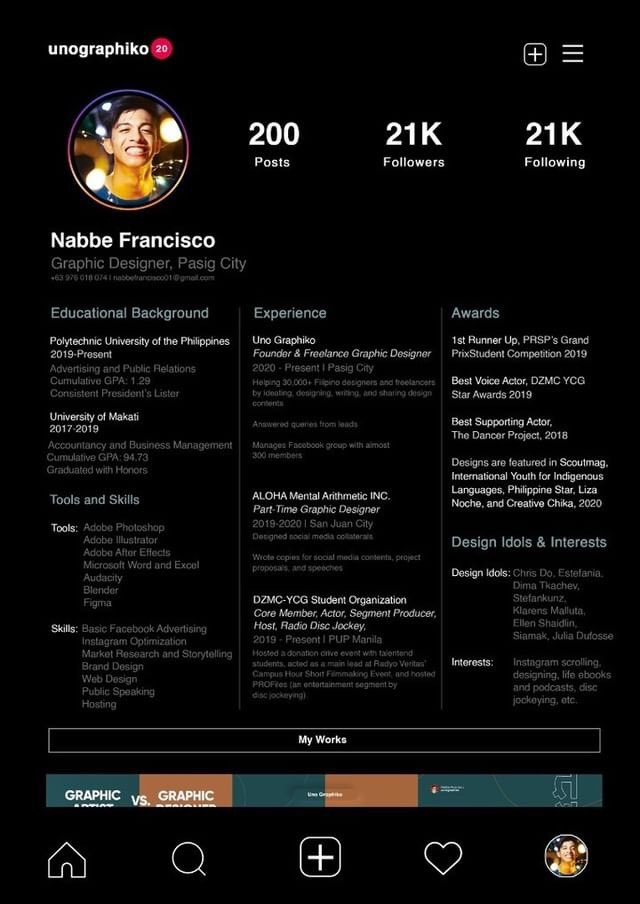 unographiko 20
200
Posts
21K
Followers
21K
Following
Nabbe Francisco
Graphic Designer, Pasig City
+63 976 018 074 I nabbefrancisco01@gmail.com
Educational Background
Polytechnic University of the Philippines
2019-Present
Advertising and Public Relations
Cumulative GPA: 1.29
Consistent President's Lister
University of Makati
2017-2019
Accountancy and Business Management
Cumulative GPA: 94.73
Graduated with Honors
Tools and Skills
Tools: Adobe Photoshop
Adobe Illustrator
Adobe After Effects
Microsoft Word and Excel
Audacity
Blender
Figma
Skills: Basic Facebook Advertising
Instagram Optimization
Market Research and Storytelling
Brand Design
Web Design
Public Speaking
Hosting
Experience
Uno Graphiko
Founder & Freelance Graphic Designer
2020 - Present I Pasig City
Helping 30,000+ Filipino designers and freelancers
by ideating, designing, writing, and sharing design
contents
Answered queries from leads
Manages Facebook group with almost
300 members
ALOHA Mental Arithmetic INC.
Part-Time Graphic Designer
2019-2020 I San Juan City
Designed social media collaterals
Wrote copies for social media contents, project
proposals, and speeches
DZMC-YCG Student Organization
Core Member, Actor, Segment Producer,
Host, Radio Disc Jockey,
2019 - Present I PUP Manila
Hosted a donation drive event with talentend
students, acted as a main lead at Radyo Veritas'
Campus Hour Short Filmmaking Event, and hosted
PROFiles (an entertainment segment by
disc jockeying)
Awards
1st Runner Up, PRSP's Grand
PrixStudent Competition 2019
Best Voice Actor, DZMC YCG
Star Awards 2019
Best Supporting Actor,
The Dancer Project, 2018
Designs are featured in Scoutmag,
International Youth for Indigenous
Languages, Philippine Star, Liza
Noche, and Creative Chika, 2020
Design Idols & Interests
Design Idols: Chris Do, Estefania,
Dima Tkachev,
Stefankunz,
Klarens Malluta,
Ellen Shaidlin,
Siamak, Julia Dufosse
Interests: Instagram scrolling,
designing, life ebooks
and podcasts, disc
jockeying, etc.
My Works
GRAPHIC
ARTIST
VS.
GRAPHIC
DESIGNER
Uno Graphiko